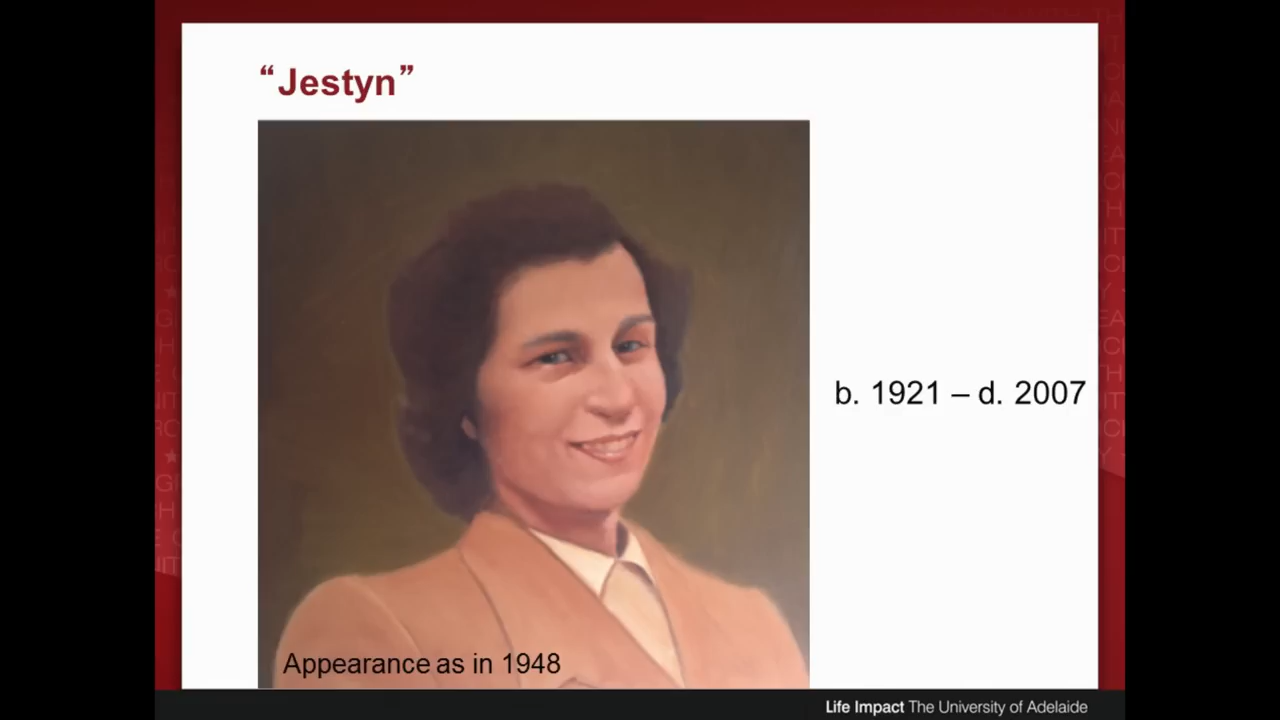 “Jestyn”
b. 1921 – d. 2007
Appearance as in 1948
Life Impact The University of Adelaide